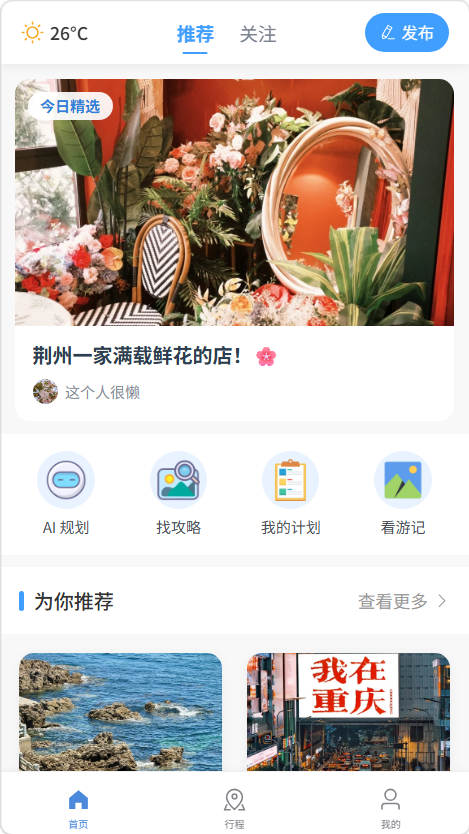 26°C
推荐 关注
发布
今日精选
荆州一家满载鲜花的店！🌸
这个人很懒
AI 规划 找攻略 我的计划 看游记
为你推荐
查看更多
我在
重庆
首页 行程 我的